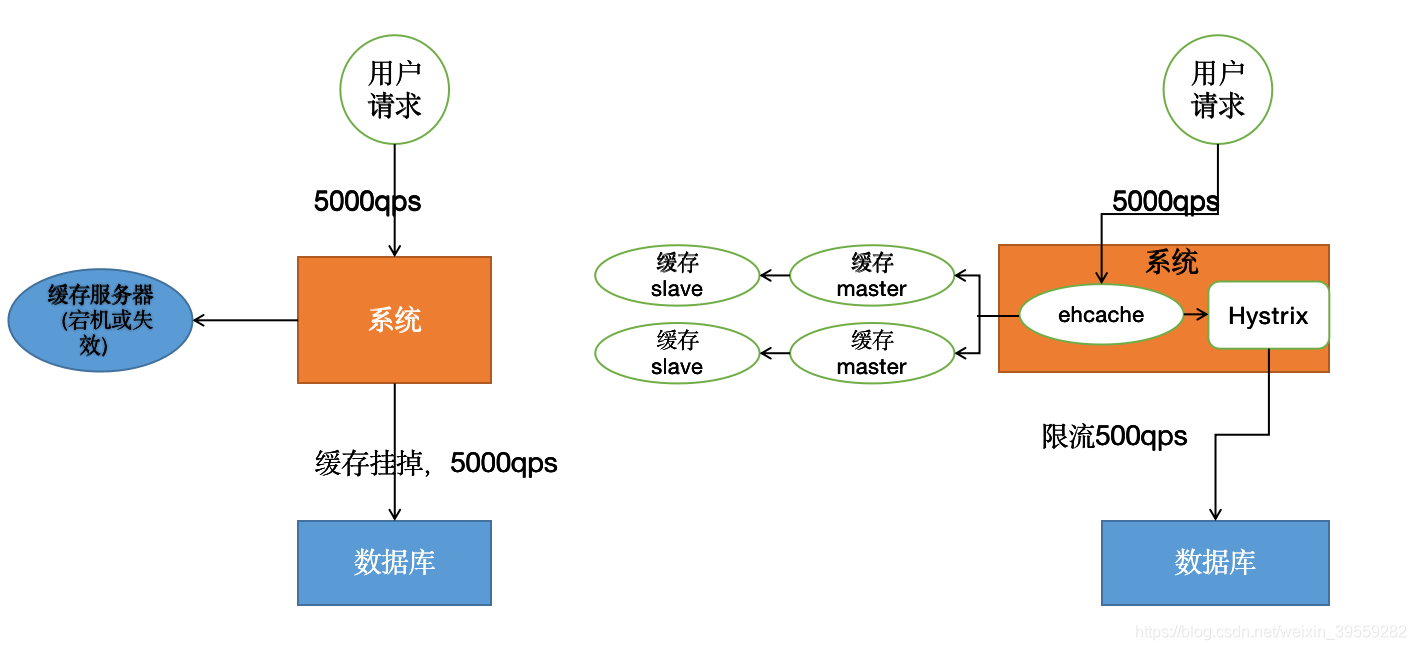 用户
请求
5000qps
缓存服务器
(宕机或失
效)
系统
缓存挂掉，5000qps
数据库
用户
请求
5000qps
系统
缓存
slave
缓存
master
ehcache
Hystrix
缓存
slave
缓存
master
限流500qps
数据库
https://blog.csdn.net/weixin_39559282